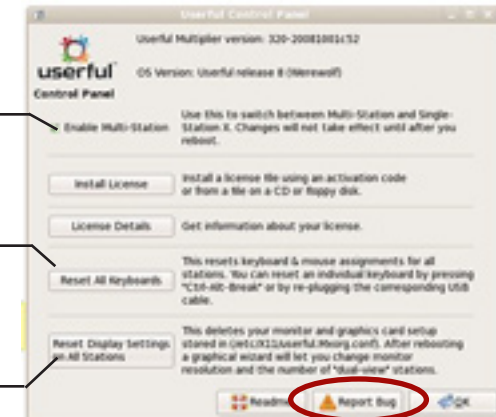 Userful Control Panel
Userful Multiplier version: 320-20081001c52
userful
OS Version: Userful release 8 (Werewolf)
Control Panel
Enable Multi-Station
Use this to switch between Multi-Station and Single-
Station X. Changes will not take effect until after you
reboot.
Install License
Install a license file using an activation code
or from a file on a CD or floppy disk.
License Details
Get information about your license.
Reset All Keyboards
This resets keyboard & mouse assignments for all
stations. You can reset an individual keyboard by pressing
"Ctrl-Alt-Break" or by re-plugging the corresponding USB
cable.
Reset Display Settings
on All Stations
This deletes your monitor and graphics card setup
stored in (/etc/X11/userful.Mxorg.conf). After rebooting
a graphical wizard will let you change monitor
resolution and the number of "dual-view" stations.
Readme
Report Bug
OK